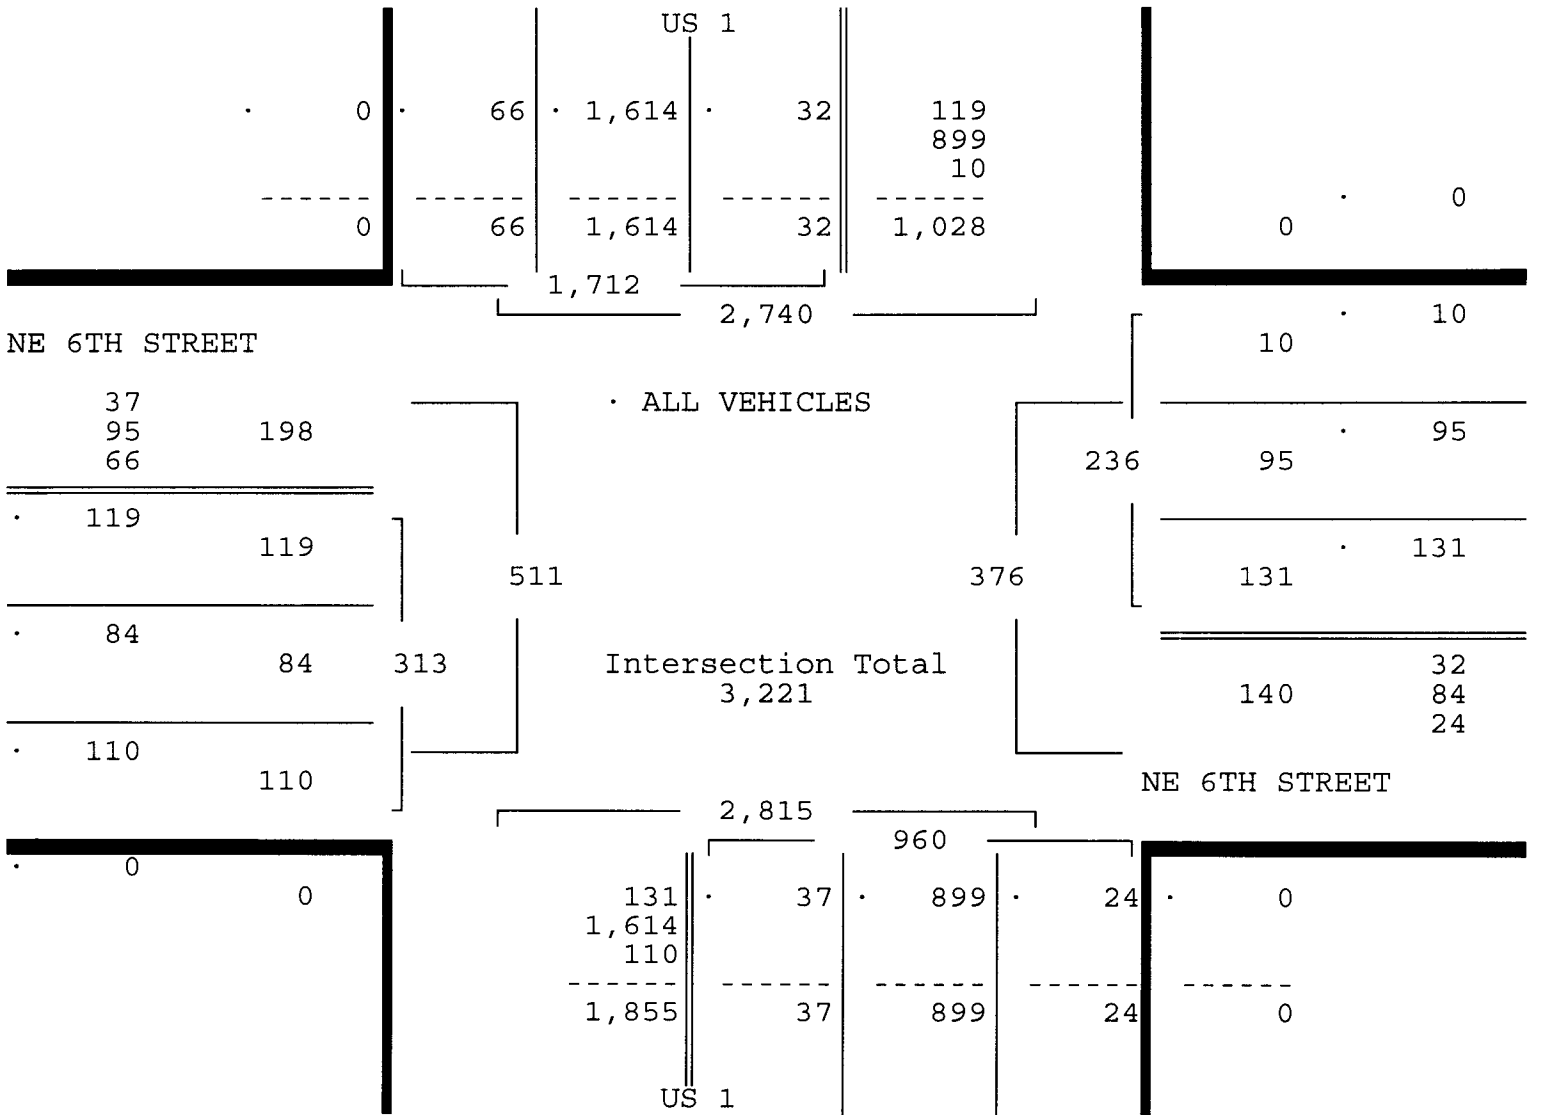 US 1
· 0 · 66 · 1,614 · 32 119
899
10
------ ------ ------ ------ ------ · 0
0 66 1,614 32 1,028 0
1,712
2,740 · 10
NE 6TH STREET 10
37 · ALL VEHICLES
95 198 · 95
66 236 95
· 119
119 · 131
511 376 131
· 84
84 313 Intersection Total 32
3,221 140 84
24
· 110
110 NE 6TH STREET
2,815
960
· 0
0 131 · 37 · 899 · 24 · 0
1,614
110
------ ------ ------ ------ ------
1,855 37 899 24 0
US 1